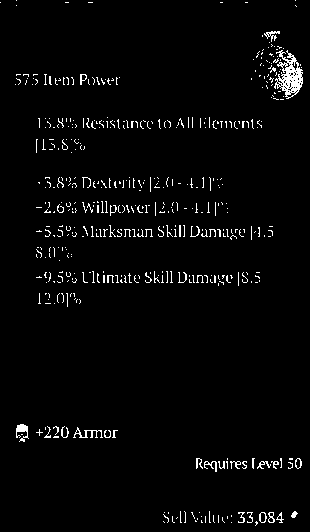 575 Item Power
13.8% Resistance to All Elements
[13.8]%
+3.8% Dexterity [2.0 - 4.1]%
+2.6% Willpower [2.0 - 4.1]%
+5.5% Marksman Skill Damage [4.5 -
8.0]%
+9.5% Ultimate Skill Damage [8.5 -
12.0]%
+220 Armor
Requires Level 50
Sell Value: 33,084